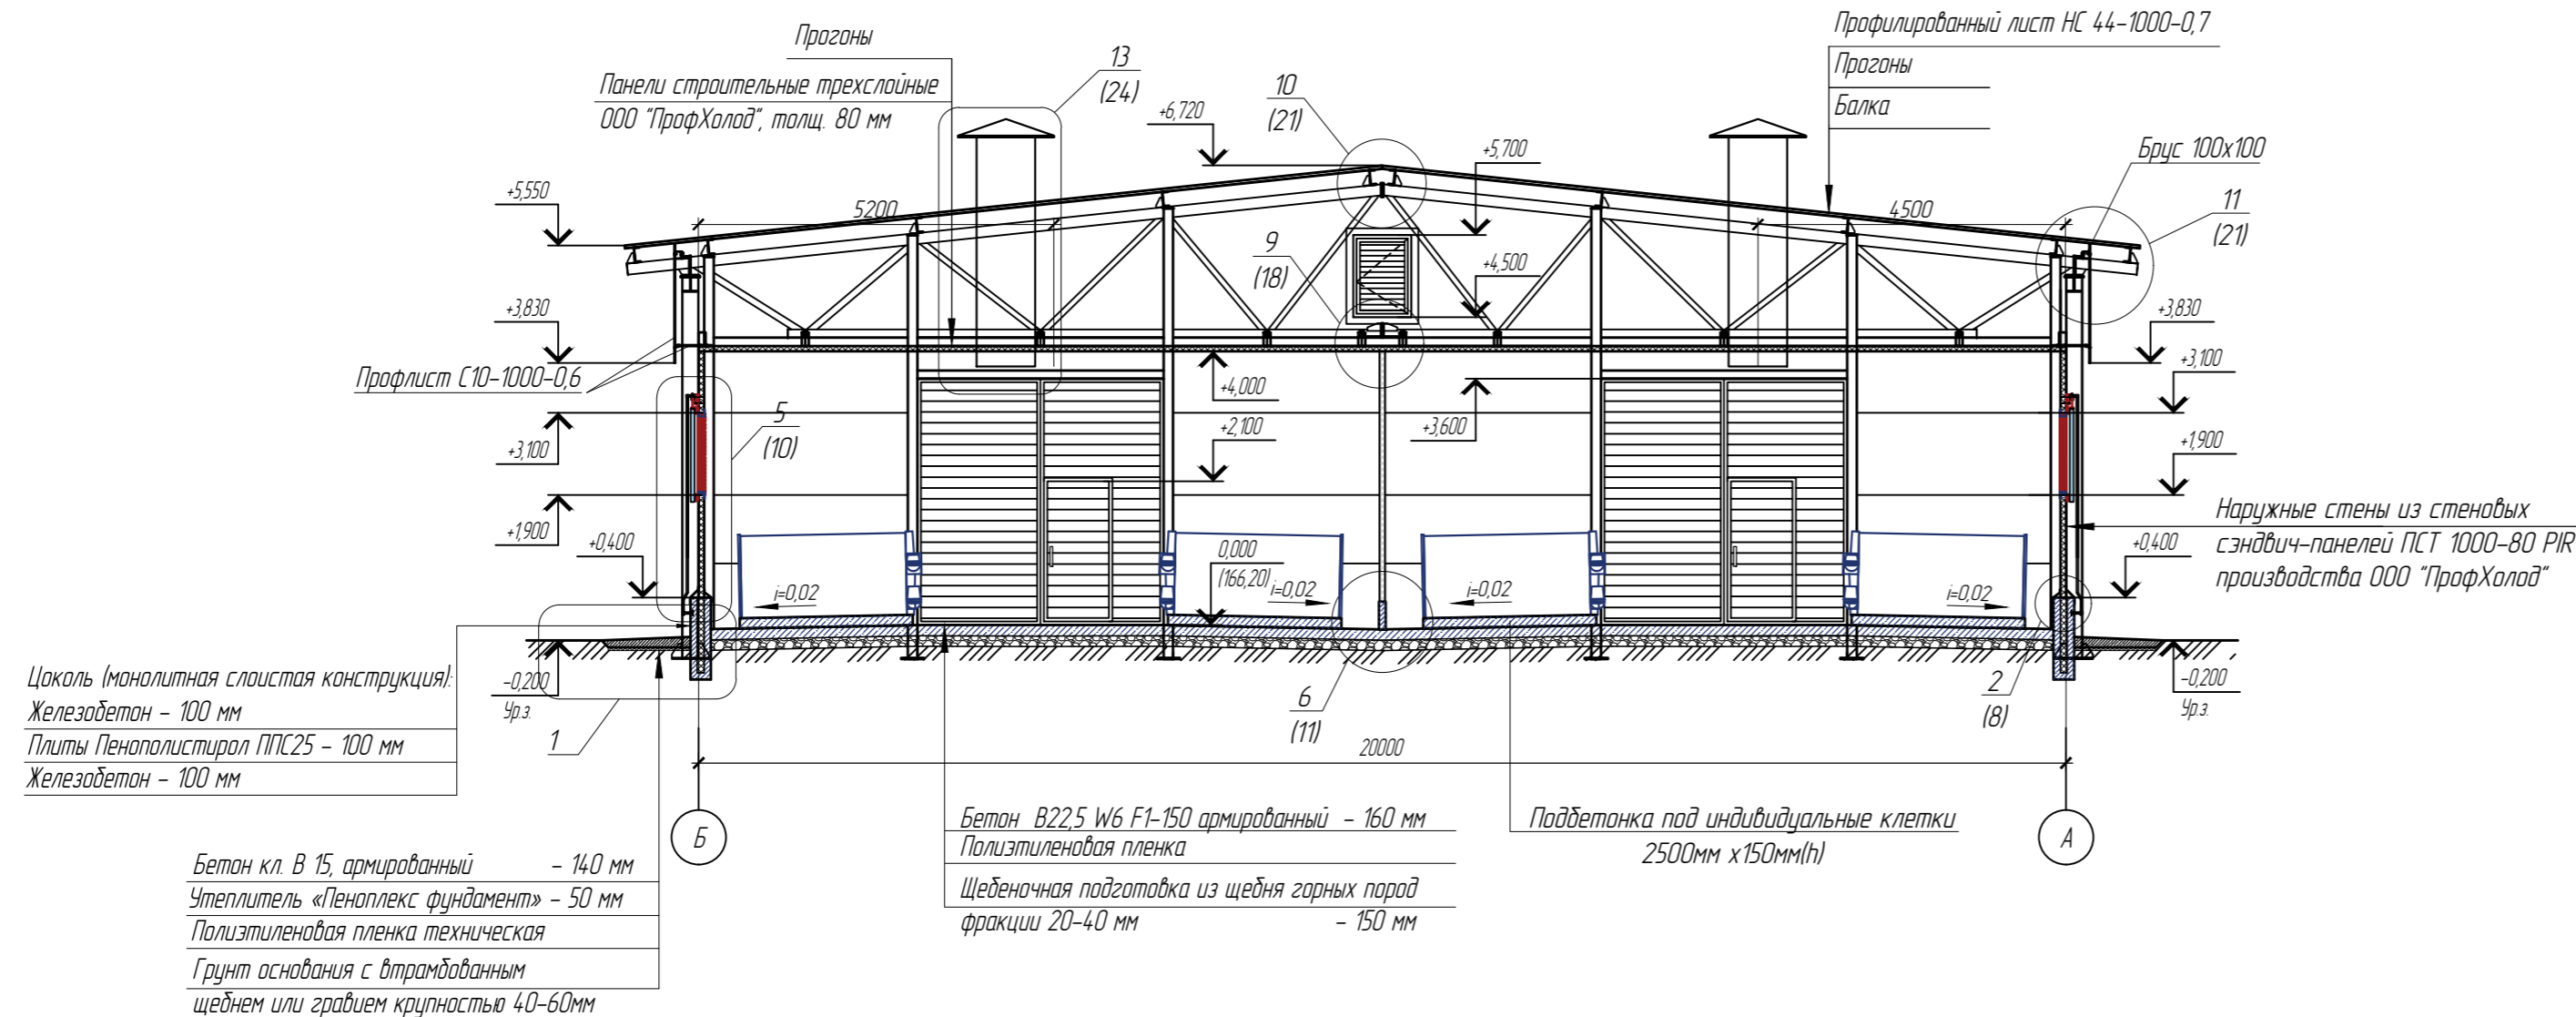 Прогоны
Панели строительные трехслойные
ООО "ПрофХолод", толщ. 80 мм
13
(24)
10
(21)
Профилированный лист НС 44-1000-0,7
Прогоны
Балка
Брус 100х100
11
(21)
+6,720
+5,700
+5,550
5200
4500
9
(18)
+4,500
+3,830
+3,830
+3,100
Профлист С10-1000-0,6
+4,000
+3,600
5
(10)
+2,100
+3,100
+1,900
+1,900
+0,400
0,000
(166,20)
+0,400
i=0,02
i=0,02
i=0,02
i=0,02
Наружные стены из стеновых
сэндвич-панелей ПСТ 1000-80 PIR
производства ООО "ПрофХолод"
-0,200
Ур.з.
-0,200
Ур.з.
1
6
(11)
2
(8)
20000
Цоколь (монолитная слоистая конструкция):
Железобетон - 100 мм
Плиты Пенополистирол ППС25 - 100 мм
Железобетон - 100 мм
Б
А
Бетон кл. В 15, армированный - 140 мм
Утеплитель «Пеноплекс фундамент» - 50 мм
Полиэтиленовая пленка техническая
Грунт основания с втрамбованным
щебнем или гравием крупностью 40-60мм
Бетон В22,5 W6 F1-150 армированный - 160 мм
Полиэтиленовая пленка
Щебеночная подготовка из щебня горных пород
фракции 20-40 мм - 150 мм
Подбетонка под индивидуальные клетки
2500мм х150мм(h)